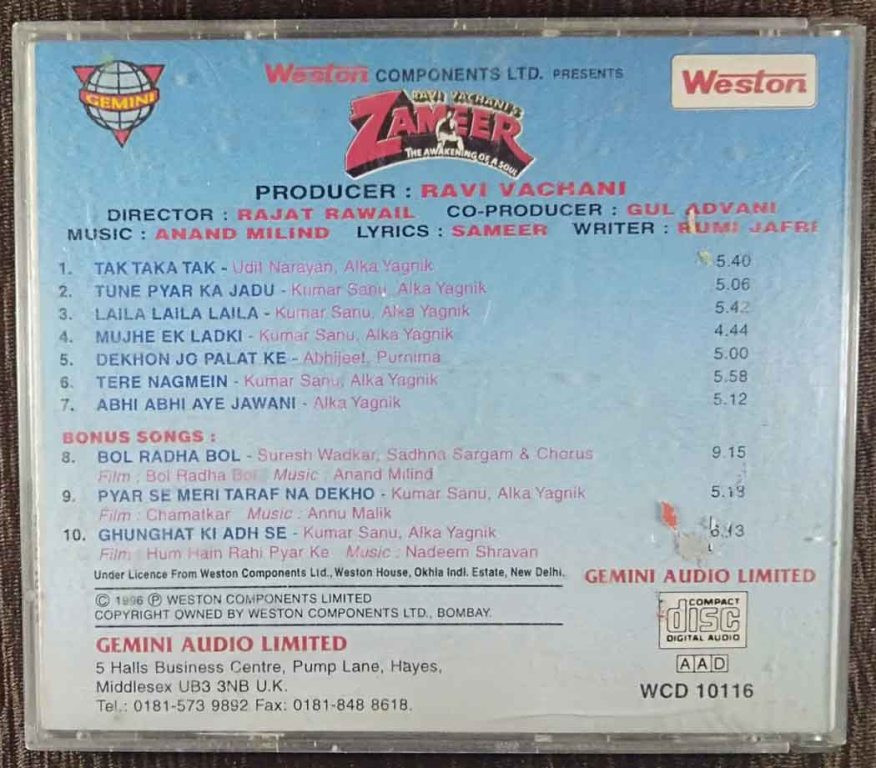 GEMINI
Weston COMPONENTS LTD. PRESENTS
Weston
RAVI VACHANI'S
ZAMEER
THE AWAKENING OF A SOUL
PRODUCER : RAVI VACHANI
DIRECTOR : RAJAT RAWAIL CO-PRODUCER : GUL ADVANI
MUSIC : ANAND MILIND LYRICS : SAMEER WRITER : RUMI JAFRI
1. TAK TAKA TAK - Udit Narayan, Alka Yagnik 5.40
2. TUNE PYAR KA JADU - Kumar Sanu, Alka Yagnik 5.06
3. LAILA LAILA LAILA - Kumar Sanu, Alka Yagnik 5.42
4. MUJHE EK LADKI - Kumar Sanu, Alka Yagnik 4.44
5. DEKHON JO PALAT KE - Abhijeet, Purnima 5.00
6. TERE NAGMEIN - Kumar Sanu, Alka Yagnik 5.58
7. ABHI ABHI AYE JAWANI - Alka Yagnik 5.12
BONUS SONGS :
8. BOL RADHA BOL - Suresh Wadkar, Sadhna Sargam & Chorus 9.15
Film : Bol Radha Bol Music : Anand Milind
9. PYAR SE MERI TARAF NA DEKHO - Kumar Sanu, Alka Yagnik 5.19
Film : Chamatkar Music : Annu Malik
10. GHUNGHAT KI ADH SE - Kumar Sanu, Alka Yagnik
Film : Hum Hain Rahi Pyar Ke Music : Nadeem Shravan
Under Licence From Weston Components Ltd., Weston House, Okhla Indl. Estate, New Delhi.
GEMINI AUDIO LIMITED
© 1996 ℗ WESTON COMPONENTS LIMITED
COPYRIGHT OWNED BY WESTON COMPONENTS LTD., BOMBAY.
COMPACT
disc
DIGITAL AUDIO
GEMINI AUDIO LIMITED
5 Halls Business Centre, Pump Lane, Hayes,
Middlesex UB3 3NB U.K.
Tel.: 0181-573 9892 Fax: 0181-848 8618.
AAD
WCD 10116